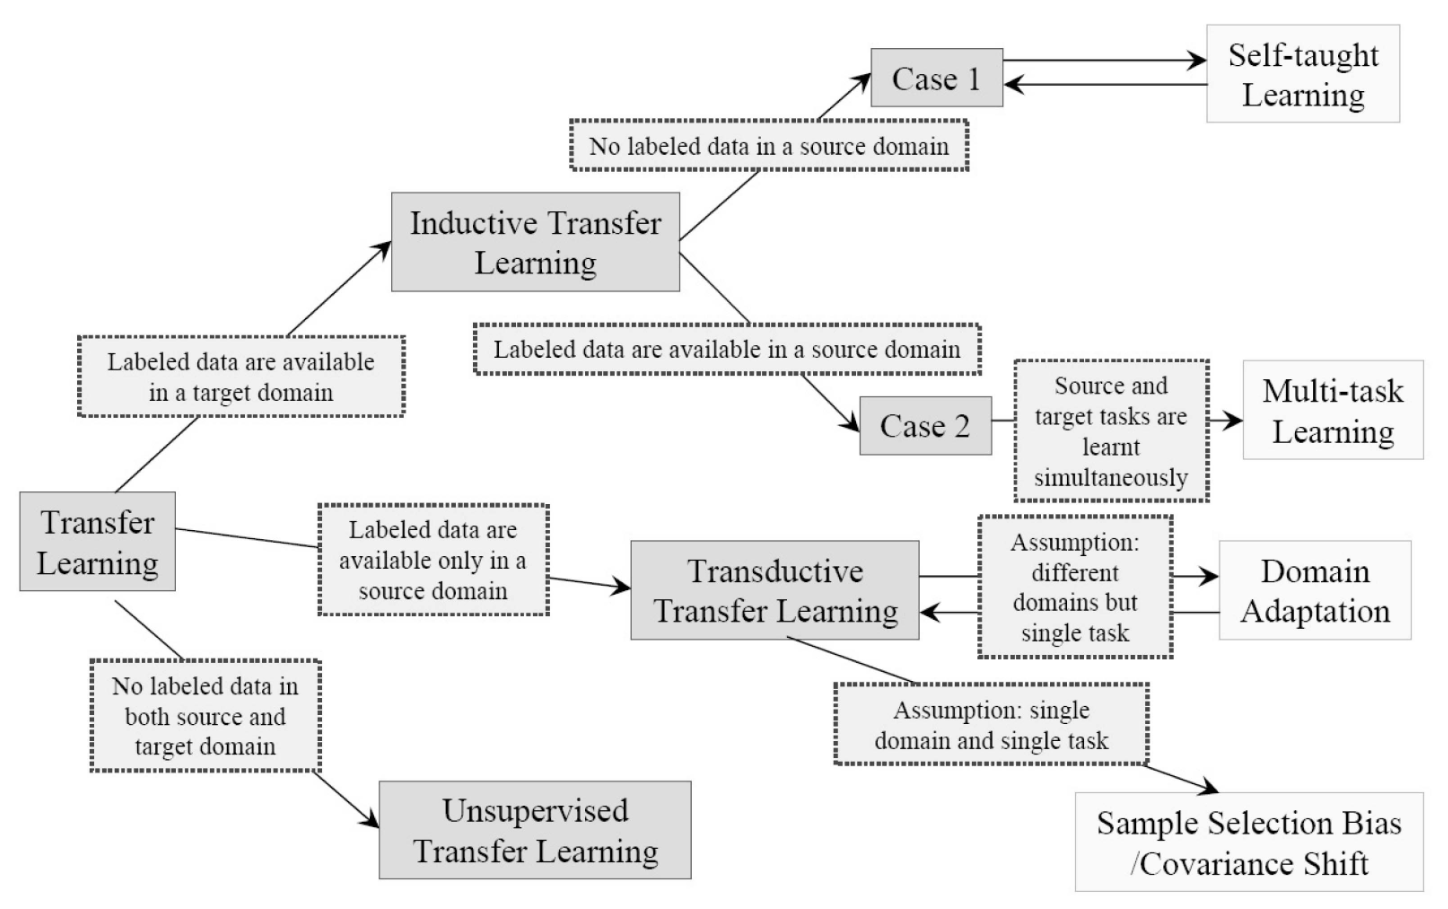 Self-taught
Learning
Case 1
No labeled data in a source domain
Inductive Transfer
Learning
Labeled data are available in a source domain
Labeled data are available
in a target domain
Case 2
Source and
target tasks are
learnt
simultaneously
Multi-task
Learning
Transfer
Learning
Labeled data are
available only in a
source domain
Transductive
Transfer Learning
Assumption:
different
domains but
single task
Domain
Adaptation
No labeled data in
both source and
target domain
Assumption: single
domain and single task
Unsupervised
Transfer Learning
Sample Selection Bias
/Covariance Shift